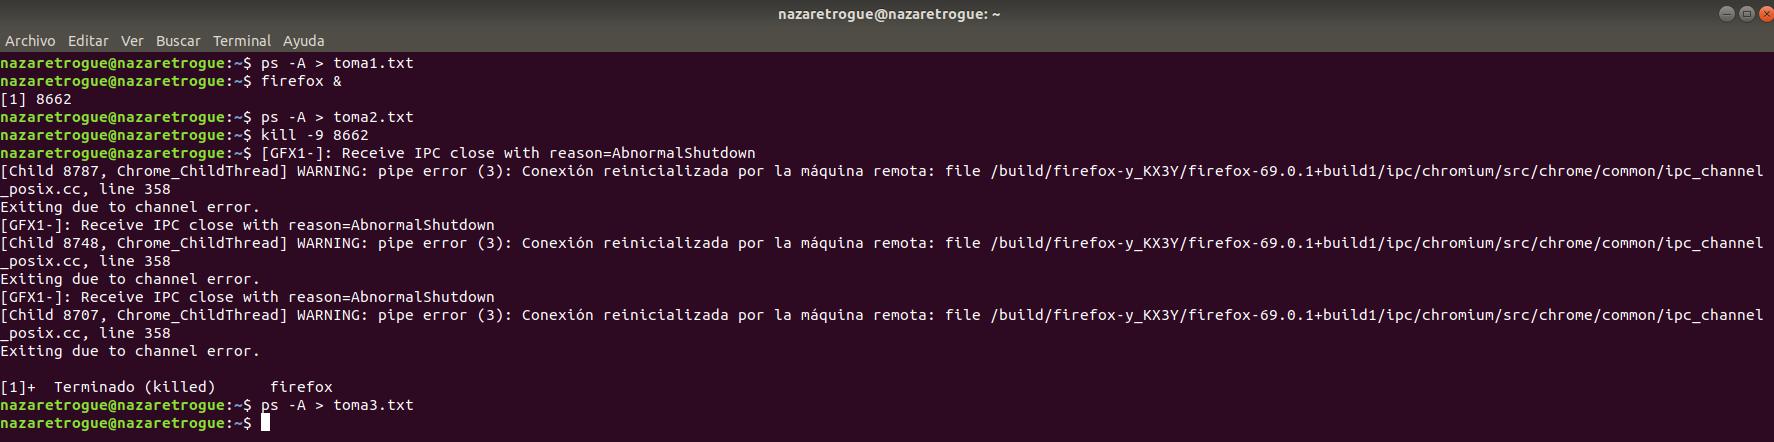 nazaretrogue@nazaretrogue: ~
Archivo Editar Ver Buscar Terminal Ayuda
nazaretrogue@nazaretrogue:~$ ps -A > toma1.txt
nazaretrogue@nazaretrogue:~$ firefox &
[1] 8662
nazaretrogue@nazaretrogue:~$ ps -A > toma2.txt
nazaretrogue@nazaretrogue:~$ kill -9 8662
nazaretrogue@nazaretrogue:~$ [GFX1-]: Receive IPC close with reason=AbnormalShutdown
[Child 8787, Chrome_ChildThread] WARNING: pipe error (3): Conexión reinicializada por la máquina remota: file /build/firefox-y_KX3Y/firefox-69.0.1+build1/ipc/chromium/src/chrome/common/ipc_channel
_posix.cc, line 358
Exiting due to channel error.
[GFX1-]: Receive IPC close with reason=AbnormalShutdown
[Child 8748, Chrome_ChildThread] WARNING: pipe error (3): Conexión reinicializada por la máquina remota: file /build/firefox-y_KX3Y/firefox-69.0.1+build1/ipc/chromium/src/chrome/common/ipc_channel
_posix.cc, line 358
Exiting due to channel error.
[GFX1-]: Receive IPC close with reason=AbnormalShutdown
[Child 8707, Chrome_ChildThread] WARNING: pipe error (3): Conexión reinicializada por la máquina remota: file /build/firefox-y_KX3Y/firefox-69.0.1+build1/ipc/chromium/src/chrome/common/ipc_channel
_posix.cc, line 358
Exiting due to channel error.
[1]+  Terminado (killed)      firefox
nazaretrogue@nazaretrogue:~$ ps -A > toma3.txt
nazaretrogue@nazaretrogue:~$